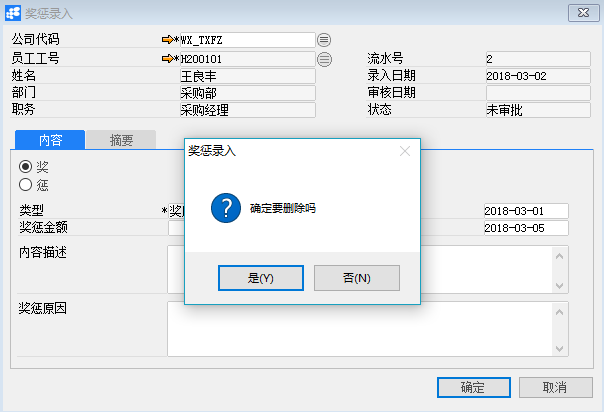 奖惩录入
公司代码 *WX_TXFZ
员工工号 *H200101 流水号 2
姓名 王良丰 录入日期 2018-03-02
部门 采购部 审核日期
职务 采购经理 状态 未审批
内容 摘要
奖惩录入
奖
惩
确定要删除吗
类型 *奖 2018-03-01
奖惩金额 2018-03-05
内容描述
是(Y) 否(N)
奖惩原因
确定 取消